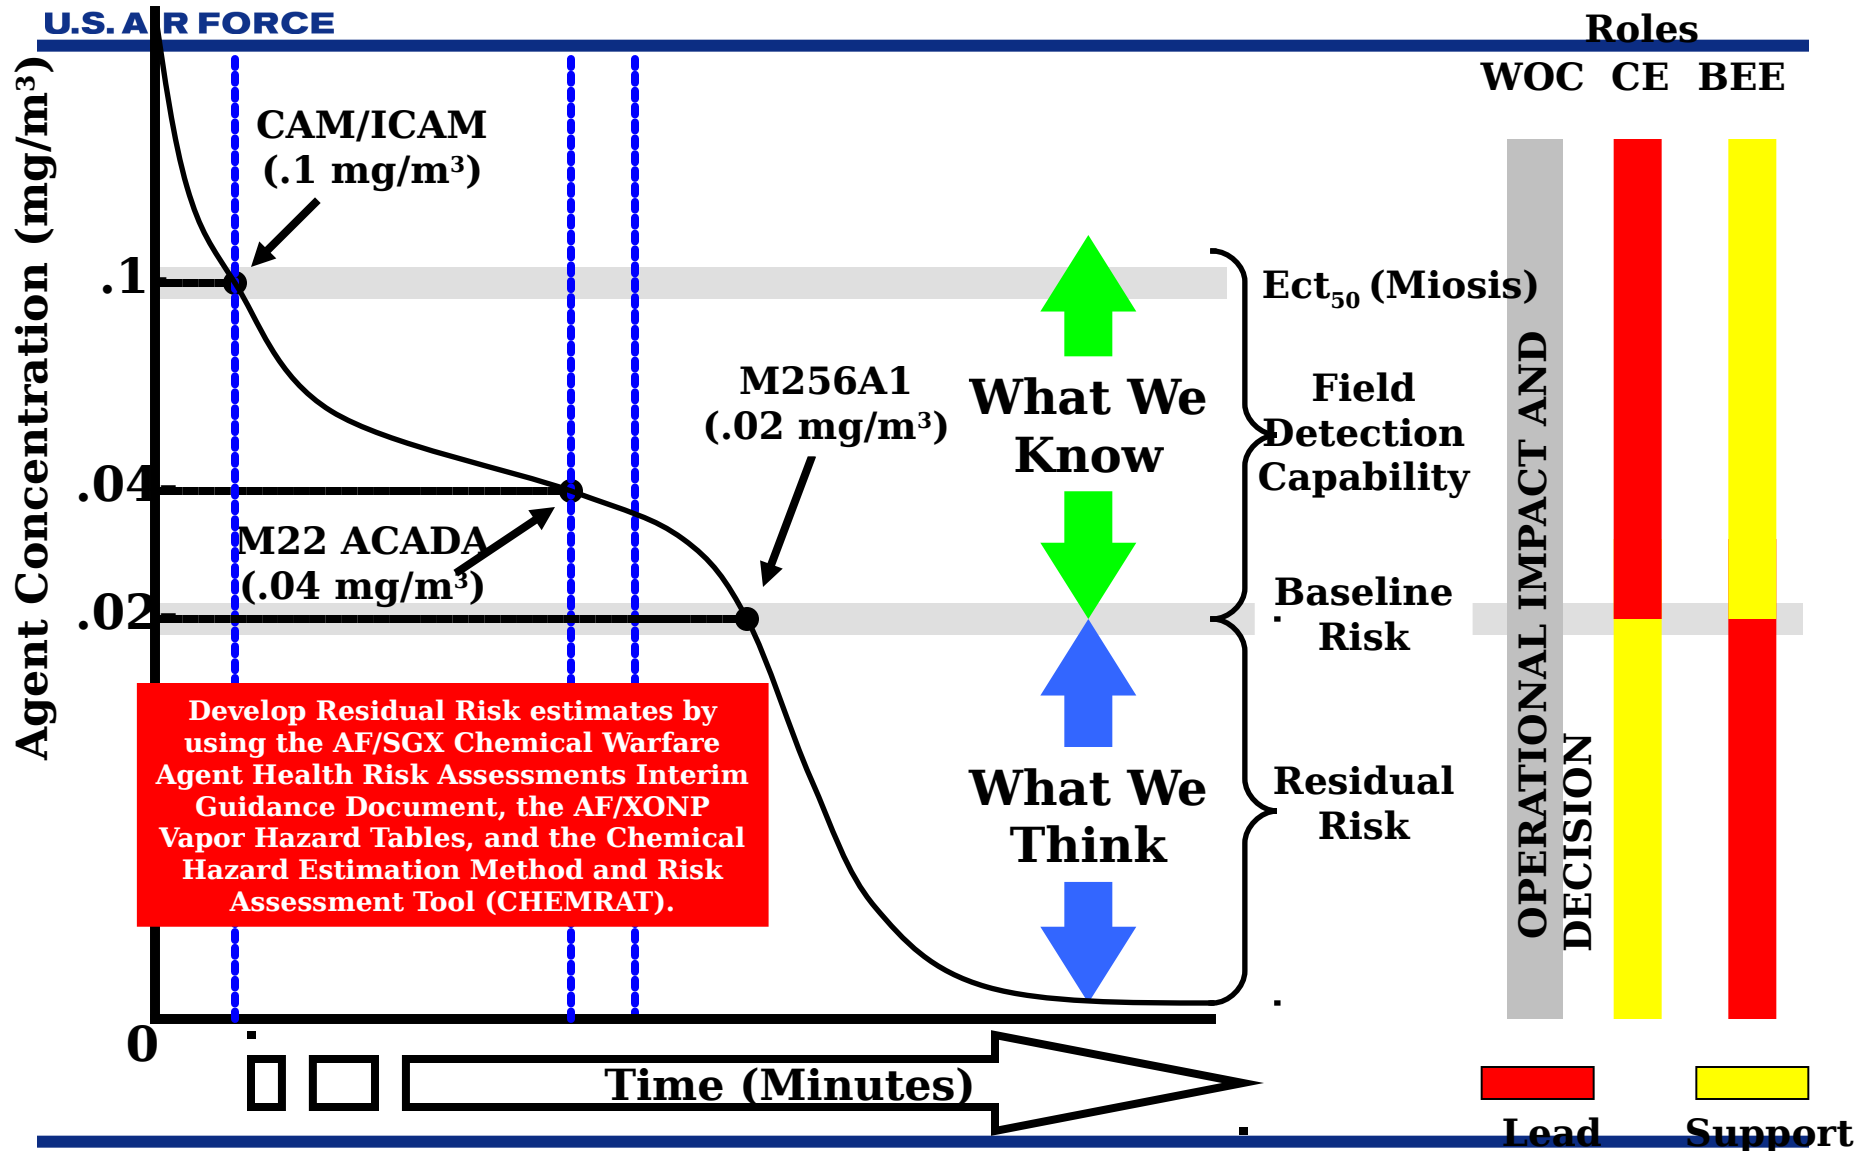 U.S. AIR FORCE
Roles
WOC CE BEE
Agent Concentration (mg/m³)
CAM/ICAM
(.1 mg/m³)
.1
Ect₅₀ (Miosis)
M256A1
(.02 mg/m³)
What We
Know
Field
Detection
Capability
.04
M22 ACADA
(.04 mg/m³)
.02
Baseline
Risk
OPERATIONAL IMPACT AND
DECISION
Develop Residual Risk estimates by
using the AF/SGX Chemical Warfare
Agent Health Risk Assessments Interim
Guidance Document, the AF/XONP
Vapor Hazard Tables, and the Chemical
Hazard Estimation Method and Risk
Assessment Tool (CHEMRAT).
What We
Think
Residual
Risk
0
Time (Minutes)
Lead
Support